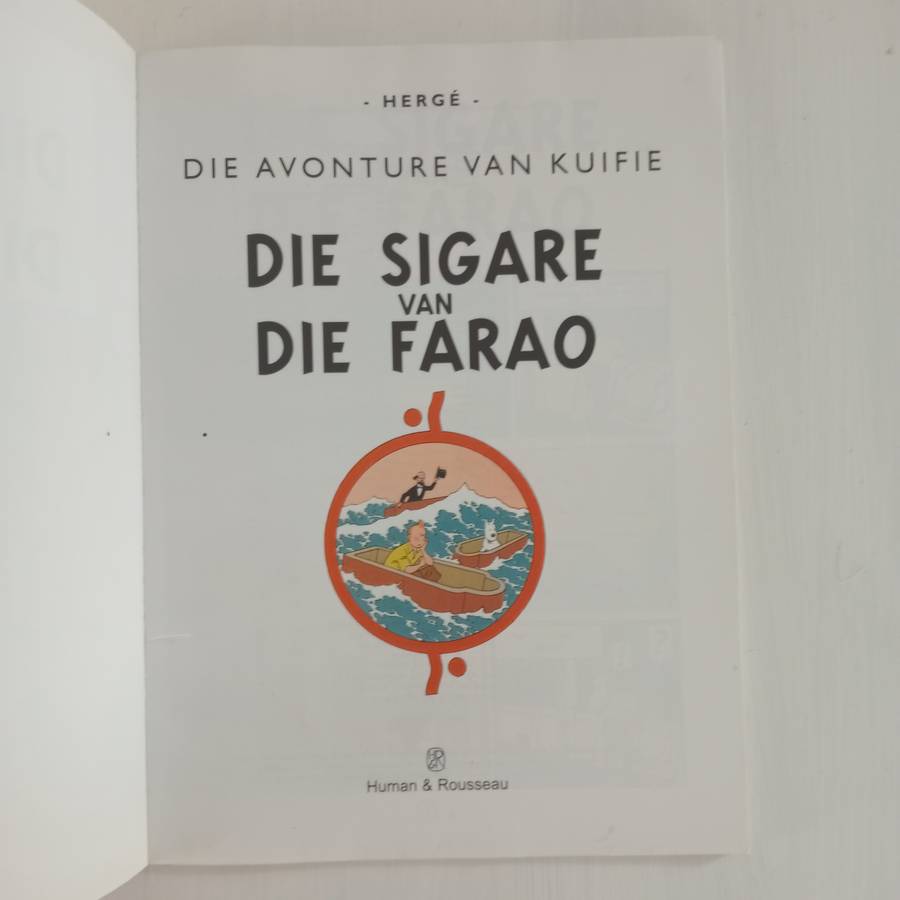 - HERGÉ -
DIE AVONTURE VAN KUIFIE
DIE SIGARE
VAN
DIE FARAO
Human & Rousseau